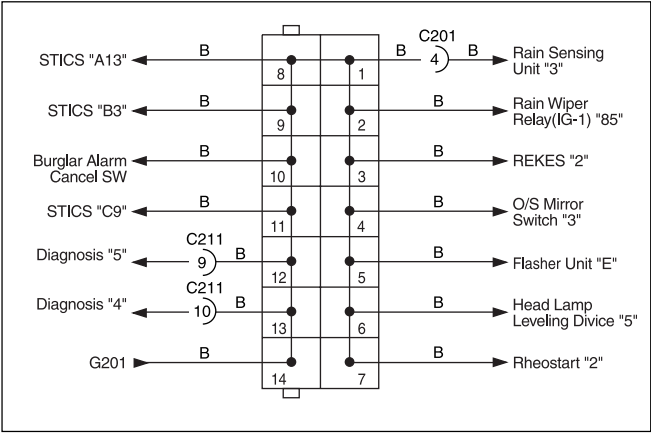 C201
STICS "A13" B 8 1 B 4 B Rain Sensing
Unit "3"
STICS "B3" B 9 2 B Rain Wiper
Relay(IG-1) "85"
Burglar Alarm
Cancel SW B 10 3 B REKES "2"
STICS "C9" B 11 4 B O/S Mirror
Switch "3"
C211
Diagnosis "5" 9 B 12 5 B Flasher Unit "E"
C211
Diagnosis "4" 10 B 13 6 B Head Lamp
Leveling Divice "5"
G201 B 14 7 B Rheostart "2"